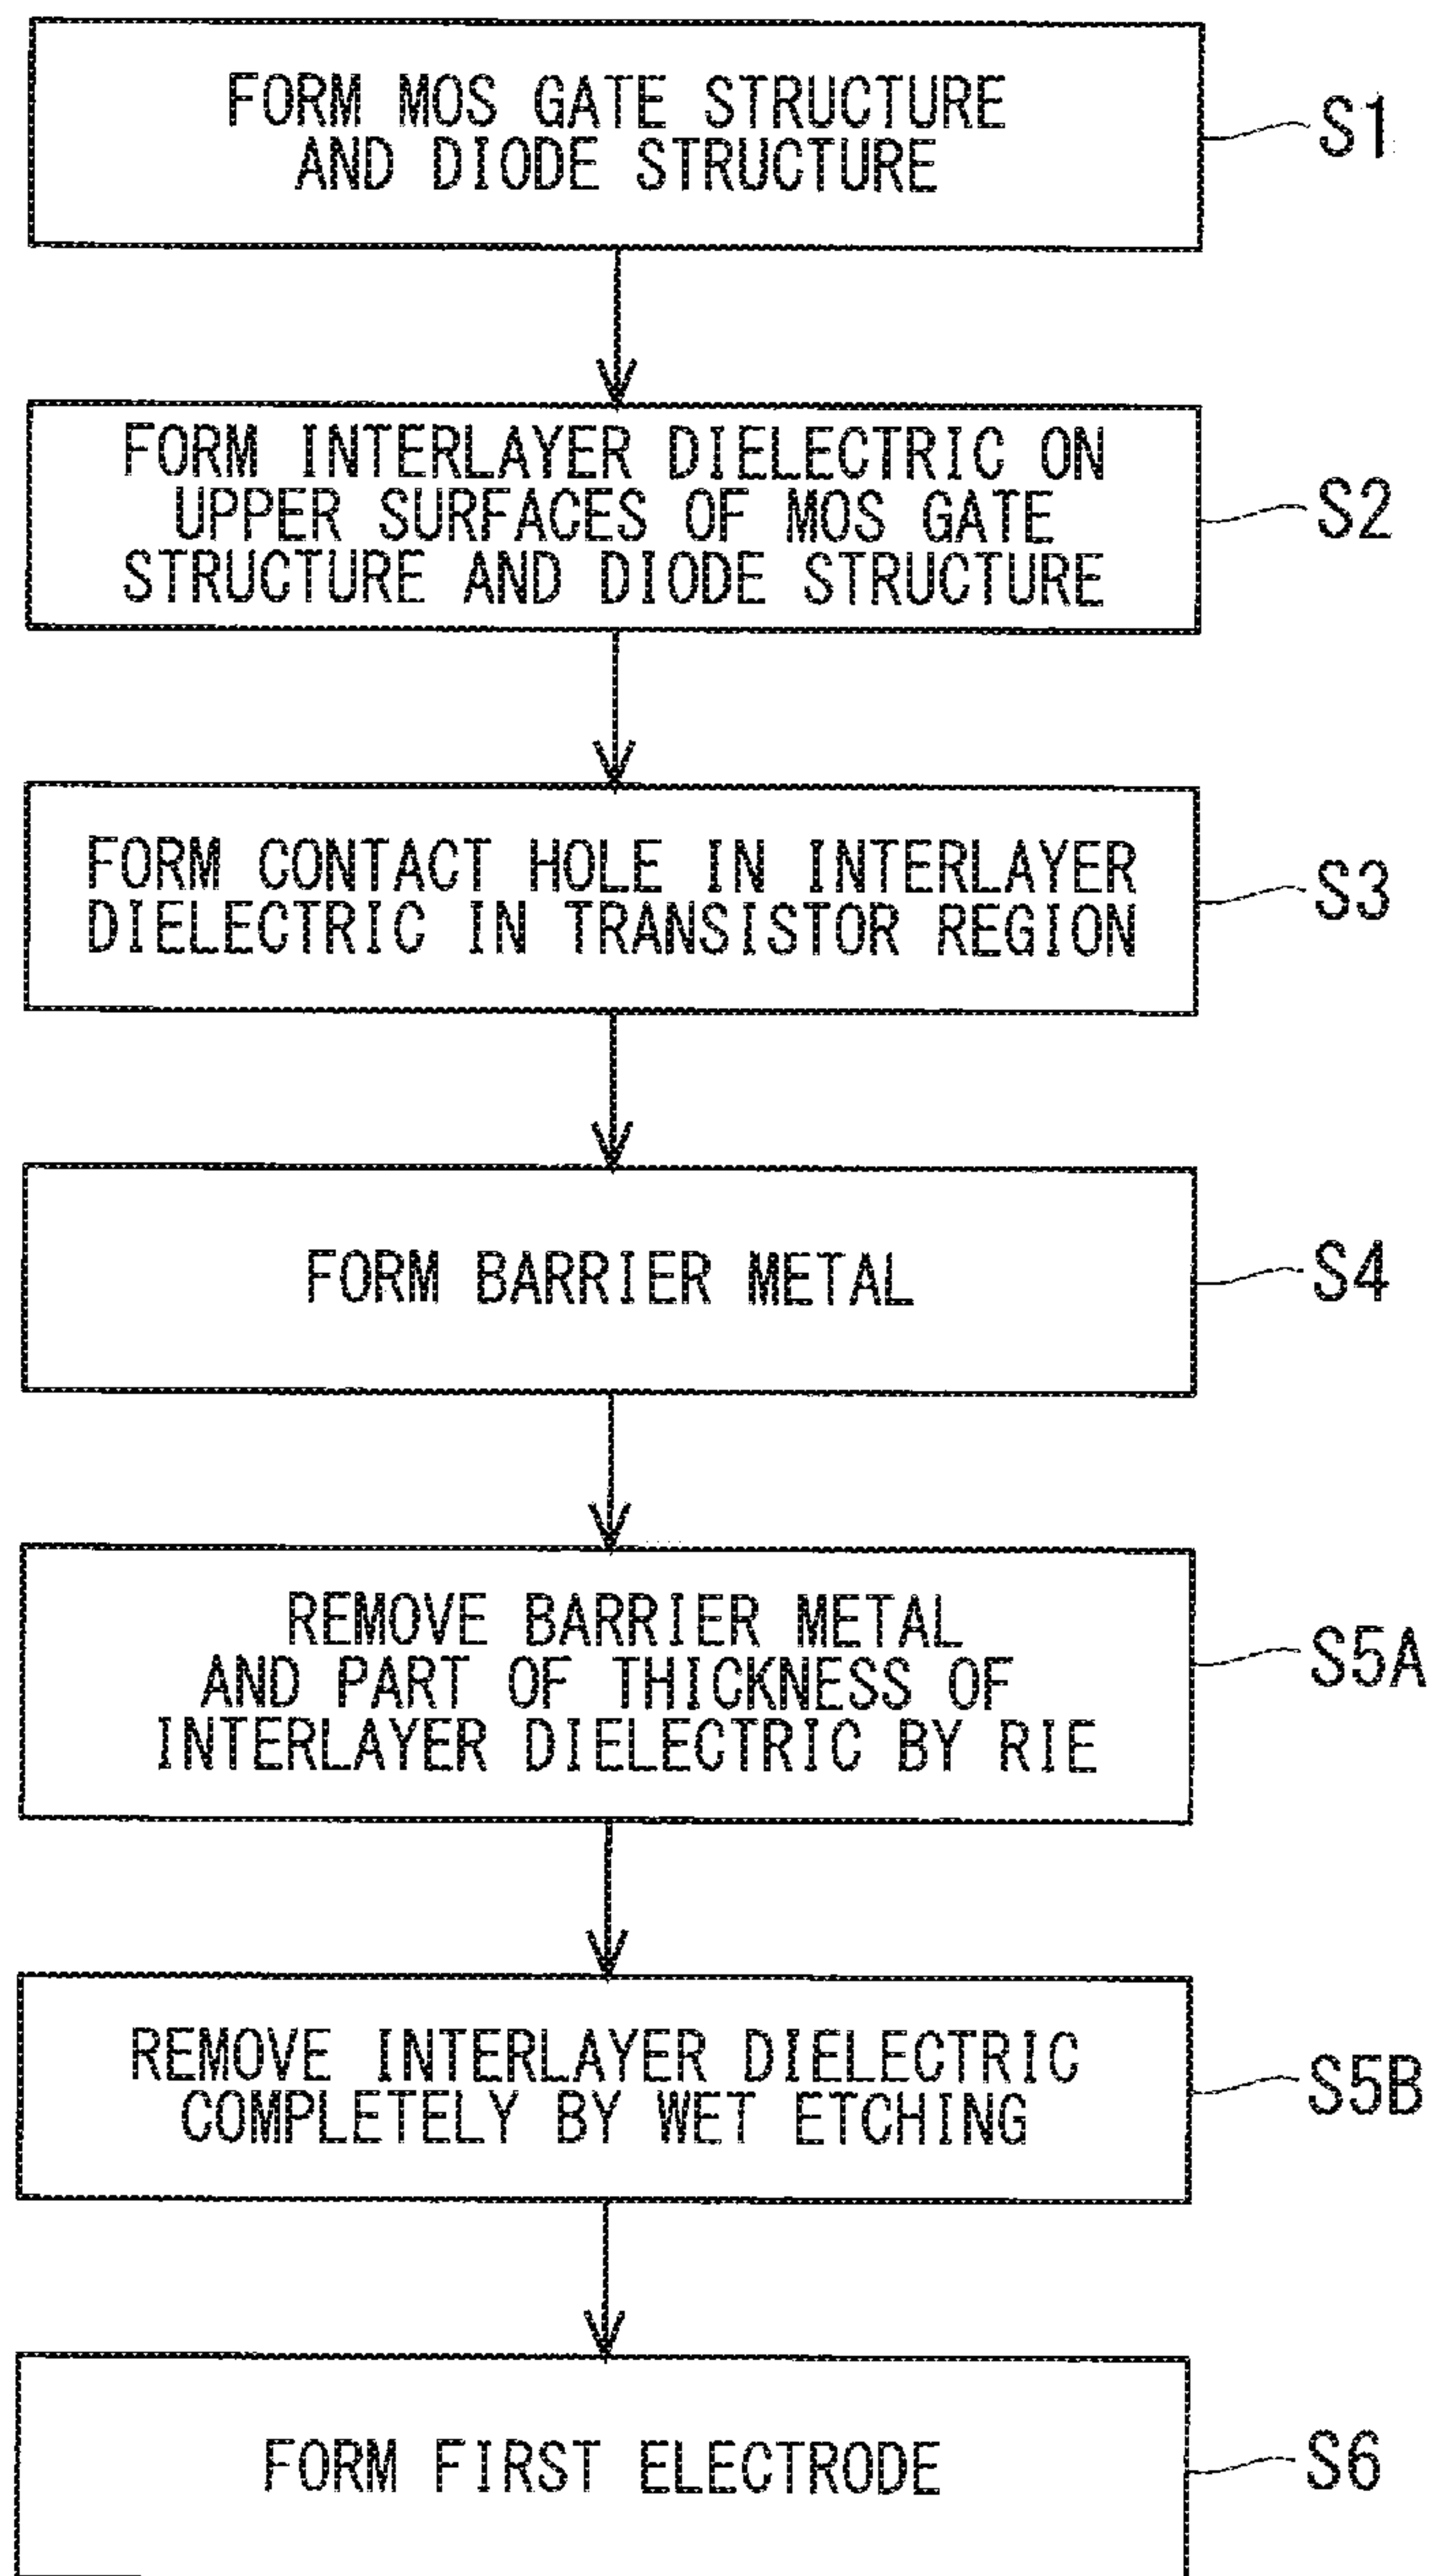 FORM MOS GATE STRUCTURE
AND DIODE STRUCTURE
S1
FORM INTERLAYER DIELECTRIC ON
UPPER SURFACES OF MOS GATE
STRUCTURE AND DIODE STRUCTURE
S2
FORM CONTACT HOLE IN INTERLAYER
DIELECTRIC IN TRANSISTOR REGION
S3
FORM BARRIER METAL
S4
REMOVE BARRIER METAL
AND PART OF THICKNESS OF
INTERLAYER DIELECTRIC BY RIE
S5A
REMOVE INTERLAYER DIELECTRIC
COMPLETELY BY WET ETCHING
S5B
FORM FIRST ELECTRODE
S6